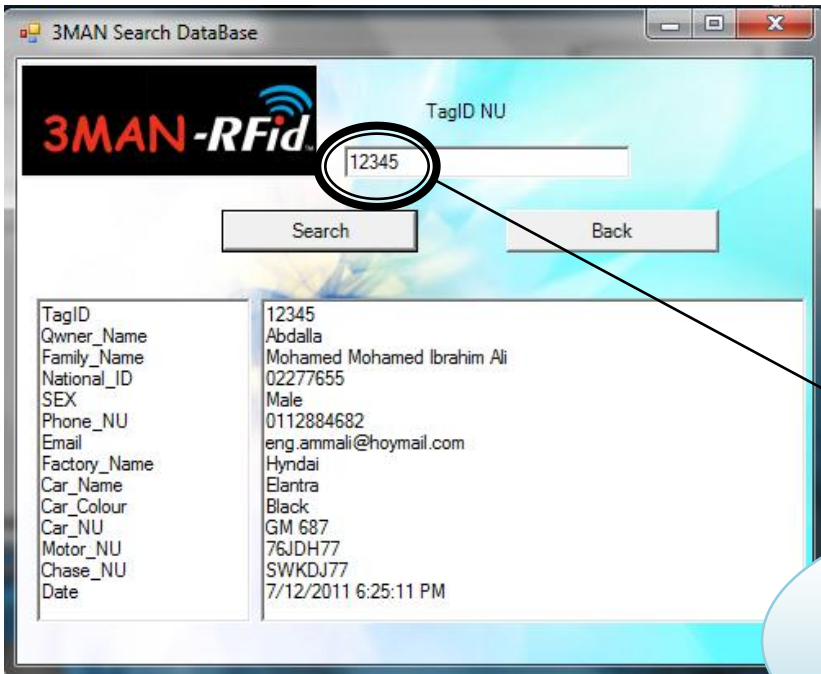 3MAN Search DataBase
3MAN-RFid
TagID NU
12345
Search
Back
TagID
Qwner_Name
Family_Name
National_ID
SEX
Phone_NU
Email
Factory_Name
Car_Name
Car_Colour
Car_NU
Motor_NU
Chase_NU
Date
12345
Abdalla
Mohamed Mohamed Ibrahim Ali
02277655
Male
0112884682
eng.ammali@hoymail.com
Hyndai
Elantra
Black
GM 687
76JDH77
SWKDJ77
7/12/2011 6:25:11 PM